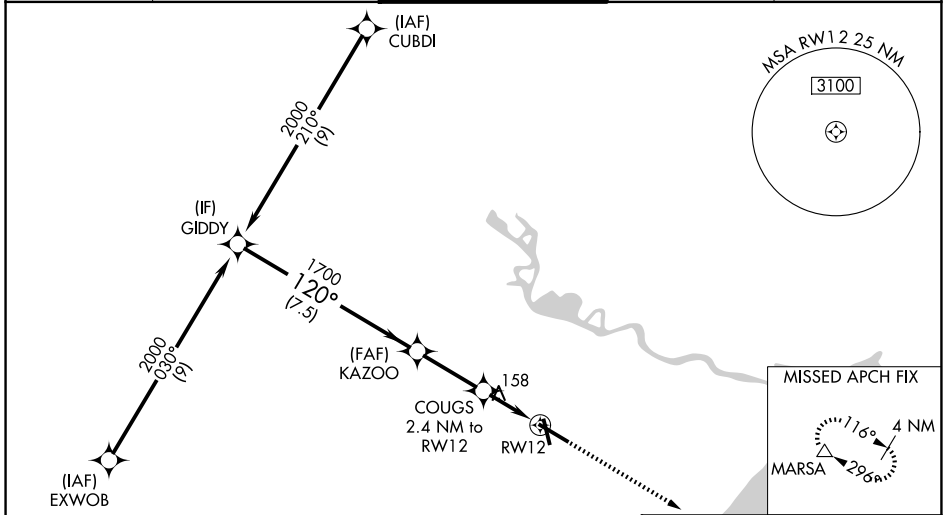 (IAF)
CUBDI
MSA RW12 25 NM
3100
2000
210°
(9)
(IF)
GIDDY
1700
120°
(7.5)
2000
030°
(9)
(FAF)
KAZOO
158
COUGS
2.4 NM to
RW12
RW12
(IAF)
EXWOB
MISSED APCH FIX
116°
4 NM
MARSA
296°